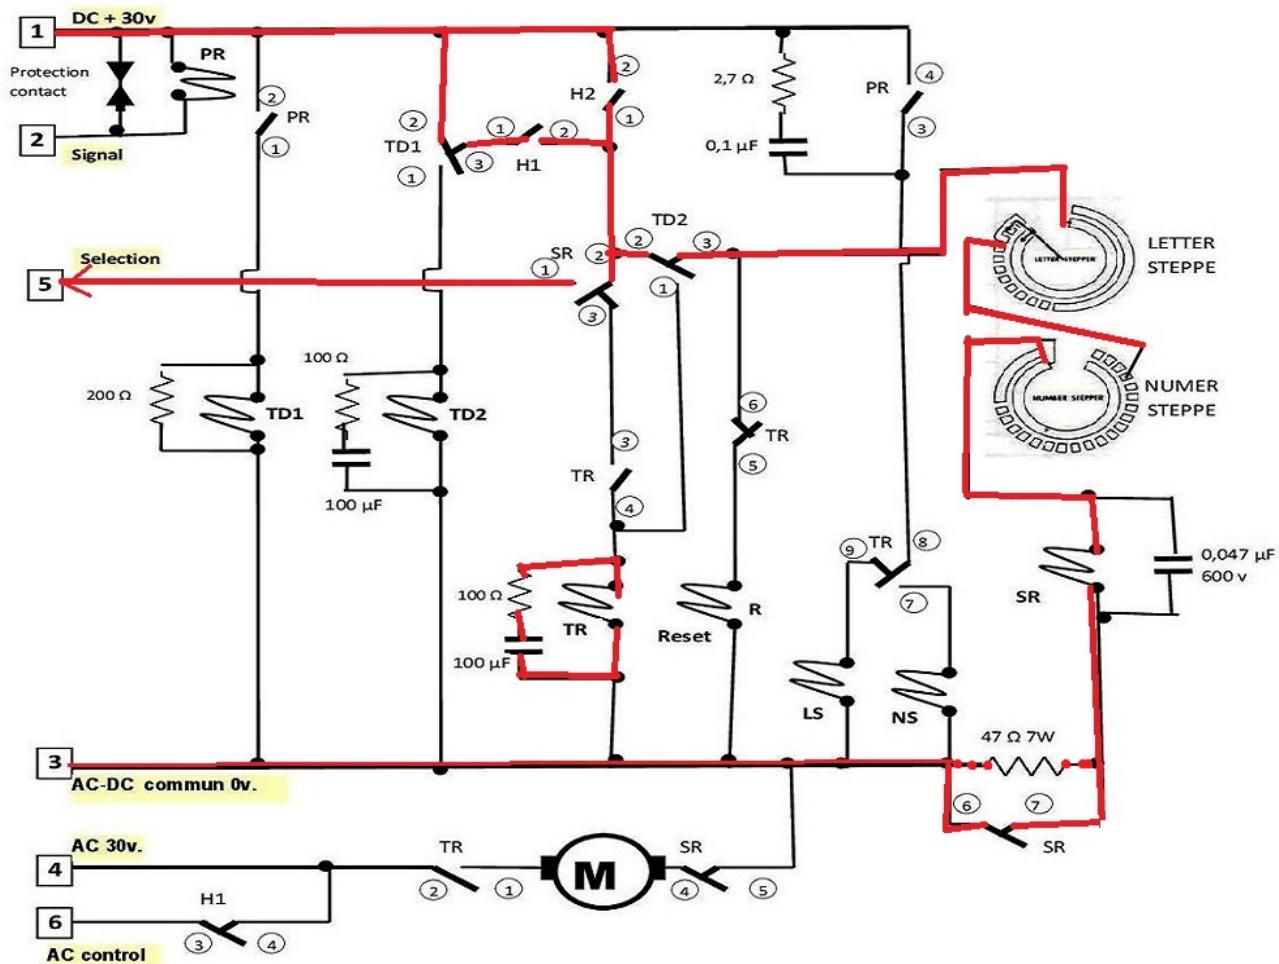 DC + 30v
1
PR
Protection
contact
2
Signal
2
PR
1
2
TD1
1
3
1
2
H1
2
H2
1
2,7 Ω
0,1 µF
4
PR
3
LETTER
STEPPE
LETTER STEPPER
Selection
5
1
SR
2
3
TD2
2
3
1
NUMER
STEPPE
NUMBER STEPPER
200 Ω
TD1
100 Ω
TD2
100 µF
3
TR
4
6
TR
5
100 Ω
TR
100 µF
R
Reset
9
TR
8
7
LS
NS
SR
0,047 µF
600 v
47 Ω 7W
6
7
SR
3
AC-DC commun 0v.
AC 30v.
4
TR
2
1
M
SR
4
5
6
H1
3
4
AC control